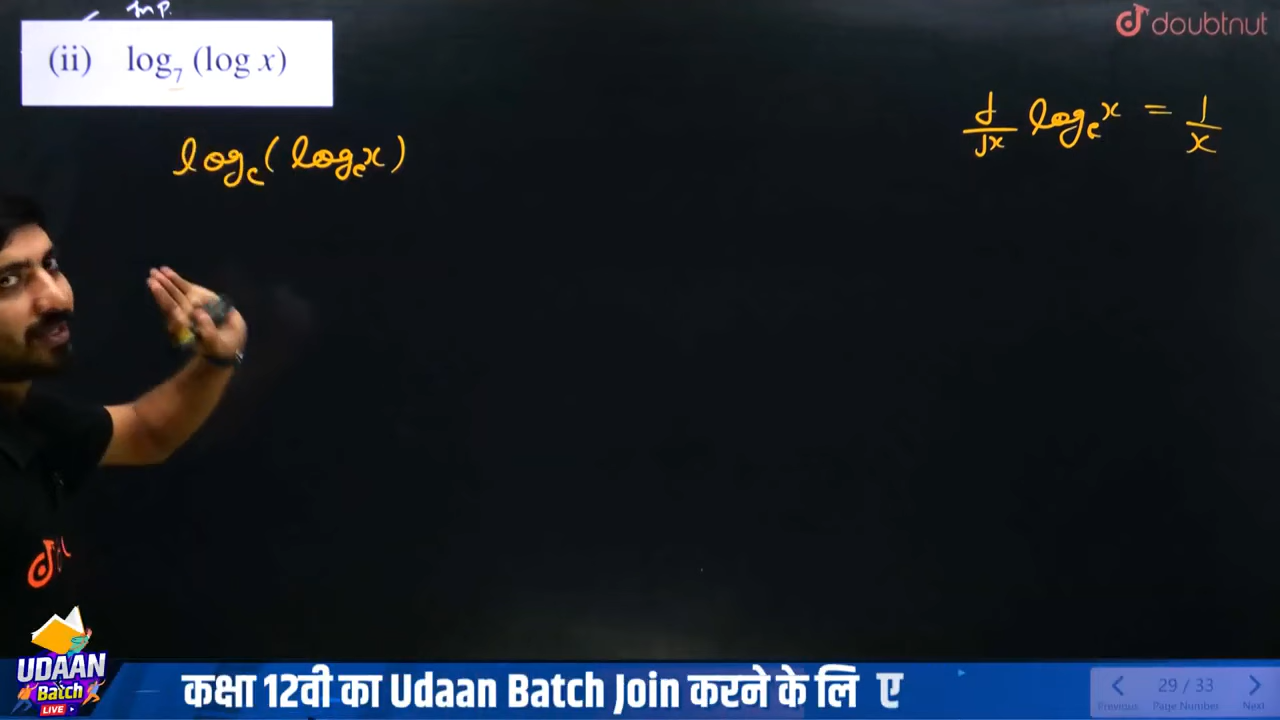 Imp.
doubtnut
(ii) log₇ (log x)
d/dx logₑx = 1/x
logₑ(logₑx)
UDAAN
Batch
LIVE
कक्षा 12वी का Udaan Batch Join करने के लि ए
29 / 33
Previous Page Number Next